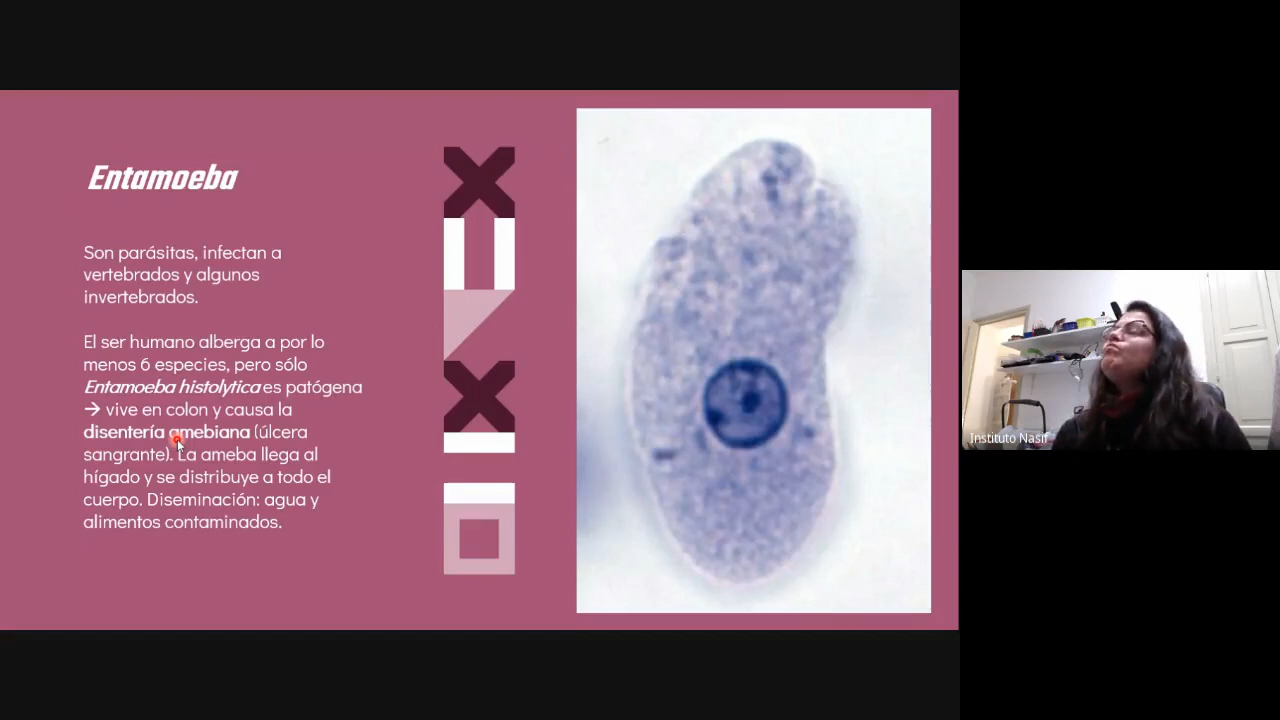 Entamoeba
Son parásitas, infectan a
vertebrados y algunos
invertebrados.
El ser humano alberga a por lo
menos 6 especies, pero sólo
Entamoeba histolytica es patógena
→ vive en colon y causa la
disentería amebiana (úlcera
sangrante). La ameba llega al
hígado y se distribuye a todo el
cuerpo. Diseminación: agua y
alimentos contaminados.
Instituto Nasif